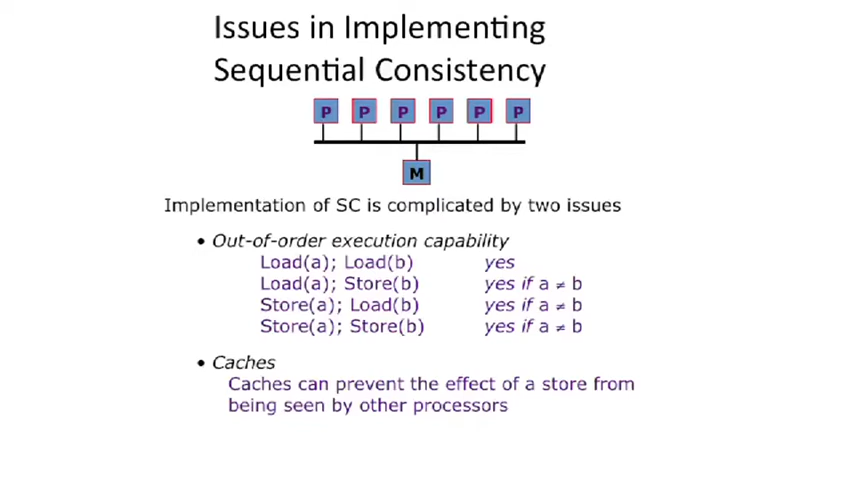 Issues in Implementing
Sequential Consistency
P P P P P P
M
Implementation of SC is complicated by two issues
• Out-of-order execution capability
Load(a); Load(b) yes
Load(a); Store(b) yes if a ≠ b
Store(a); Load(b) yes if a ≠ b
Store(a); Store(b) yes if a ≠ b
• Caches
Caches can prevent the effect of a store from
being seen by other processors